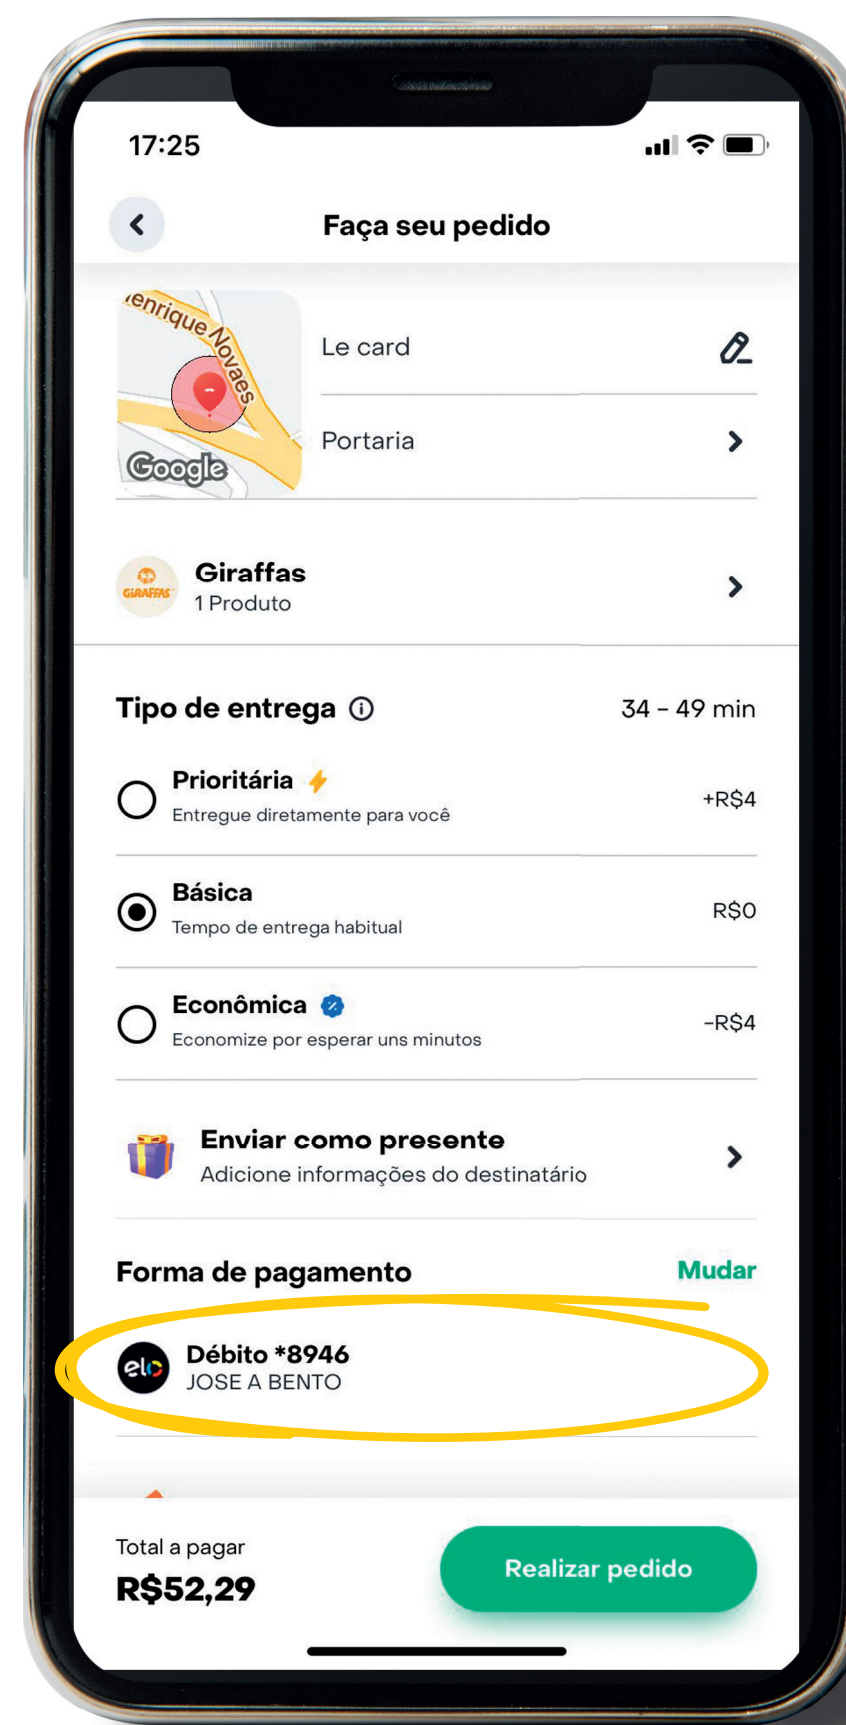 17:25
Faça seu pedido
enrique Novaes
Google
Le card
Portaria
GIRAFFAS
Giraffas
1 Produto
Tipo de entrega
34 – 49 min
Prioritária
Entregue diretamente para você
+R$4
Básica
Tempo de entrega habitual
R$0
Econômica
Economize por esperar uns minutos
-R$4
Enviar como presente
Adicione informações do destinatário
Forma de pagamento
Mudar
elo
Débito *8946
JOSE A BENTO
Total a pagar
R$52,29
Realizar pedido